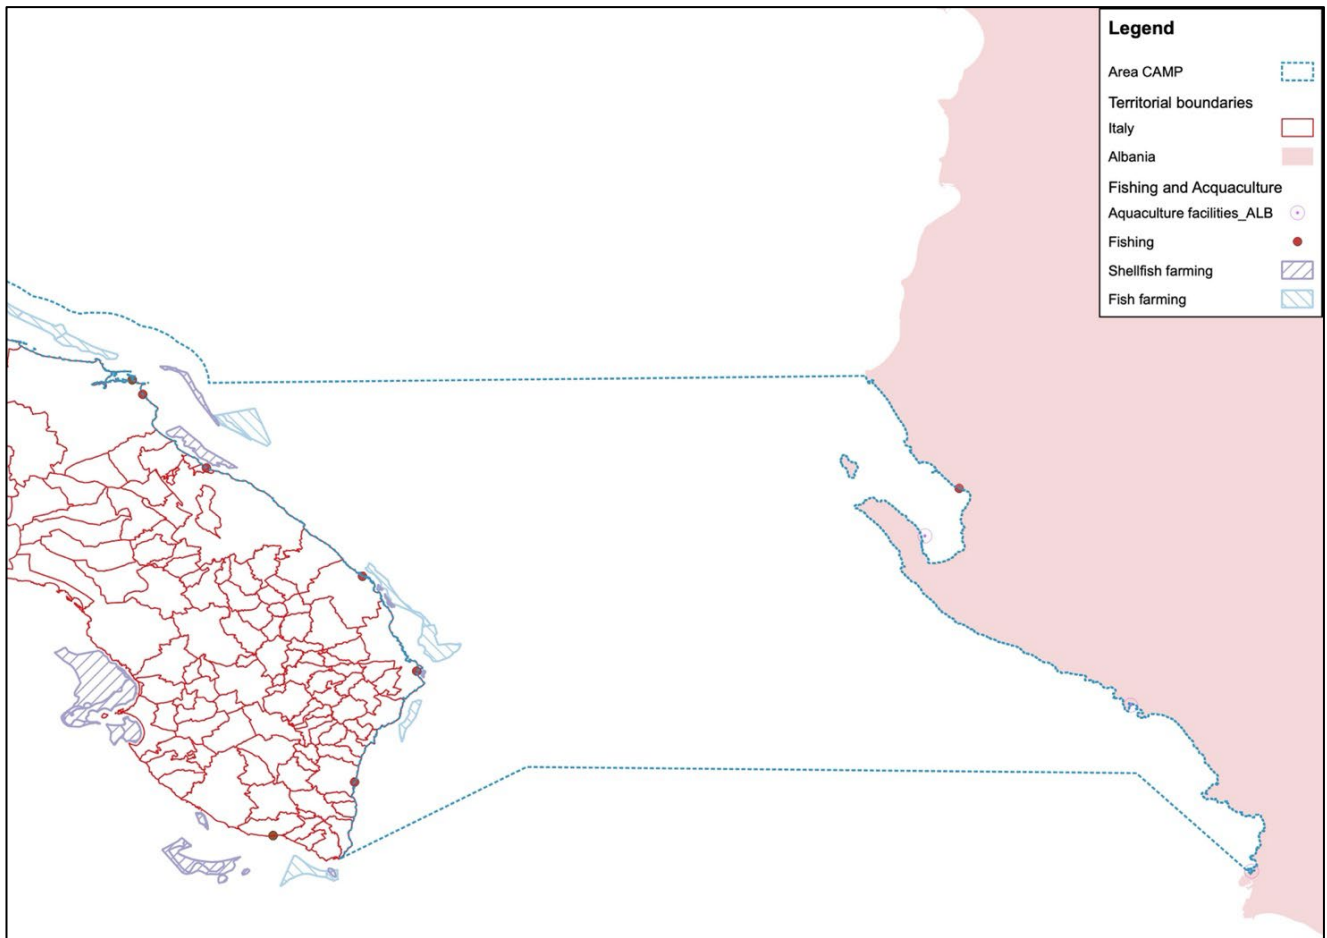 Legend
Area CAMP
Territorial boundaries
Italy
Albania
Fishing and Acquaculture
Aquaculture facilities_ALB
Fishing
Shellfish farming
Fish farming